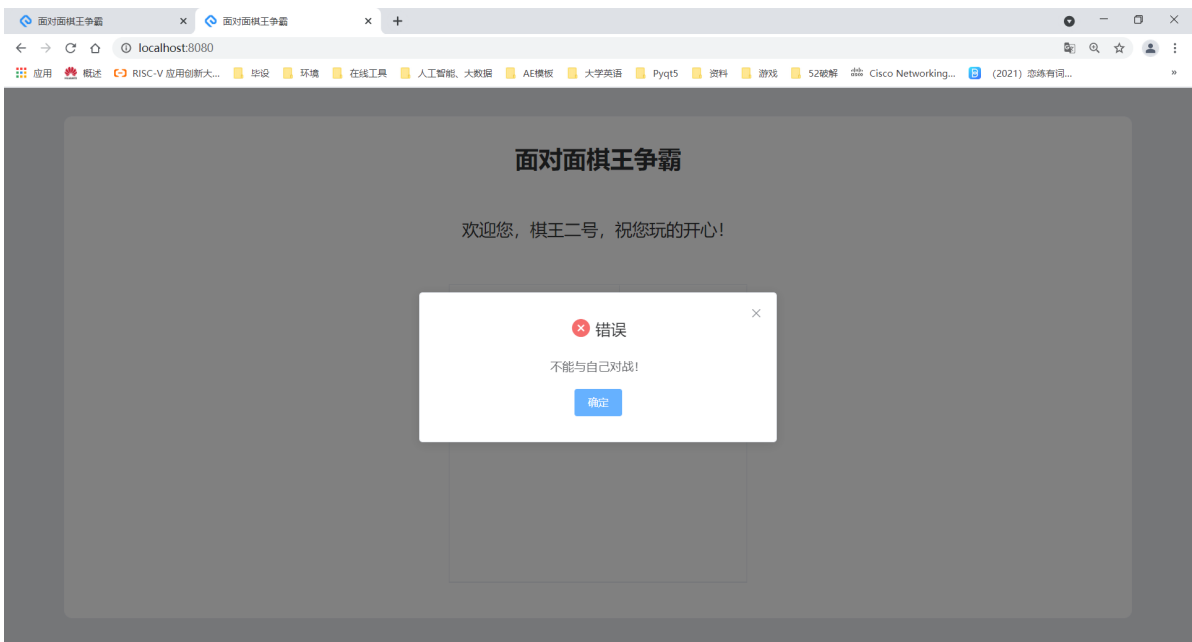 面对面棋王争霸
面对面棋王争霸
localhost:8080
应用 概述 RISC-V 应用创新大... 毕设 环境 在线工具 人工智能、大数据 AE模板 大学英语 Pyqt5 资料 游戏 52破解 Cisco Networking... (2021) 恋练有词...
面对面棋王争霸
欢迎您，棋王二号，祝您玩的开心！
错误
不能与自己对战！
确定